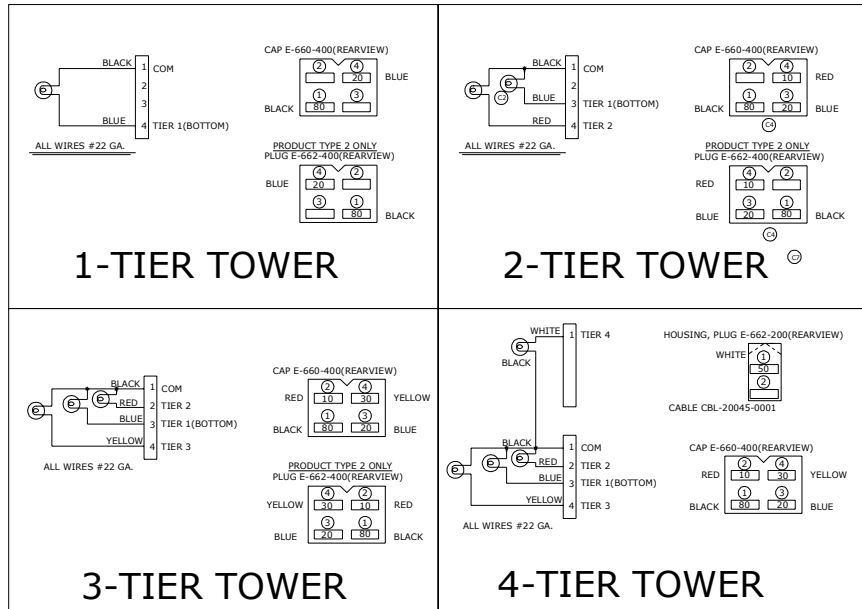 BLACK 1 COM
2
3
BLUE 4 TIER 1(BOTTOM)
ALL WIRES #22 GA.
CAP E-660-400(REARVIEW)
2 4
20 BLUE
1 3
BLACK 80
PRODUCT TYPE 2 ONLY
PLUG E-662-400(REARVIEW)
4 2
BLUE 20
3 1
80 BLACK
1-TIER TOWER
BLACK 1 COM
2
C2
BLUE 3 TIER 1(BOTTOM)
RED 4 TIER 2
ALL WIRES #22 GA.
CAP E-660-400(REARVIEW)
2 4
10 RED
1 3
BLACK 80 20 BLUE
C4
PRODUCT TYPE 2 ONLY
PLUG E-662-400(REARVIEW)
4 2
RED 10
3 1
BLUE 20 80 BLACK
C4
C7
2-TIER TOWER
BLACK 1 COM
RED 2 TIER 2
BLUE 3 TIER 1(BOTTOM)
YELLOW 4 TIER 3
ALL WIRES #22 GA.
CAP E-660-400(REARVIEW)
2 4
RED 10 30 YELLOW
1 3
BLACK 80 20 BLUE
PRODUCT TYPE 2 ONLY
PLUG E-662-400(REARVIEW)
4 2
YELLOW 30 10 RED
3 1
BLUE 20 80 BLACK
3-TIER TOWER
WHITE 1 TIER 4
BLACK
HOUSING, PLUG E-662-200(REARVIEW)
WHITE 1
50
2
CABLE CBL-20045-0001
BLACK 1 COM
RED 2 TIER 2
BLUE 3 TIER 1(BOTTOM)
YELLOW 4 TIER 3
ALL WIRES #22 GA.
CAP E-660-400(REARVIEW)
2 4
RED 10 30 YELLOW
1 3
BLACK 80 20 BLUE
4-TIER TOWER